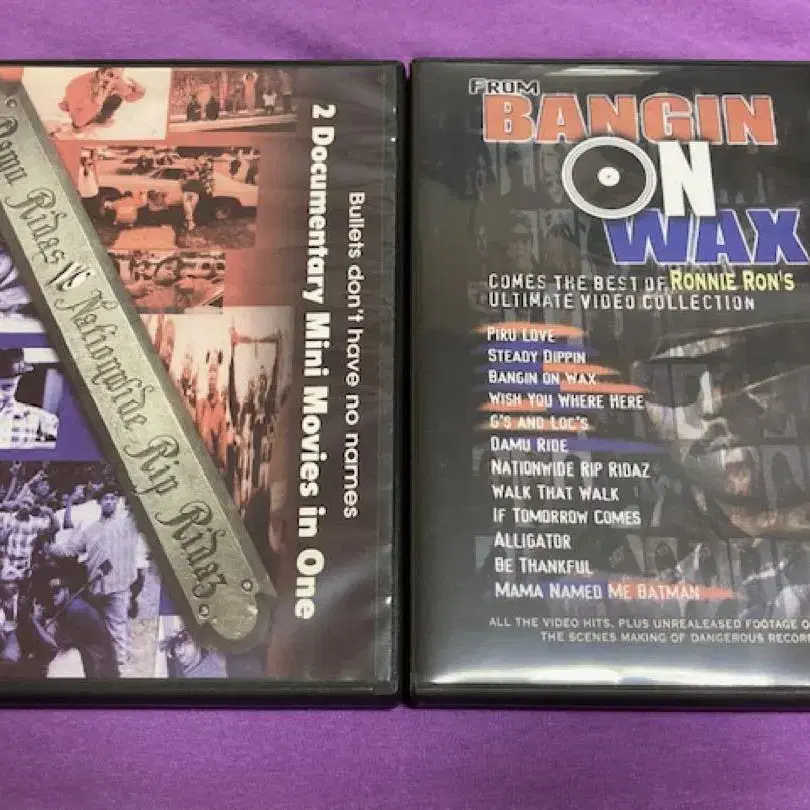 Damu Ridas VS Nationwide Rip Ridaz
Bullets don't have no names
2 Documentary Mini Movies in One
FROM
BANGIN
ON
WAX
COMES THE BEST OF RONNIE RON'S
ULTIMATE VIDEO COLLECTION
PIRU LOVE
STEADY DIPPIN
BANGIN ON WAX
WISH YOU WHERE HERE
G'S AND LOC'S
DAMU RIDE
NATIONWIDE RIP RIDAZ
WALK THAT WALK
IF TOMORROW COMES
ALLIGATOR
BE THANKFUL
MAMA NAMED ME BATMAN
ALL THE VIDEO HITS, PLUS UNREALEASED FOOTAGE
THE SCENES MAKING OF DANGEROUS RECOR